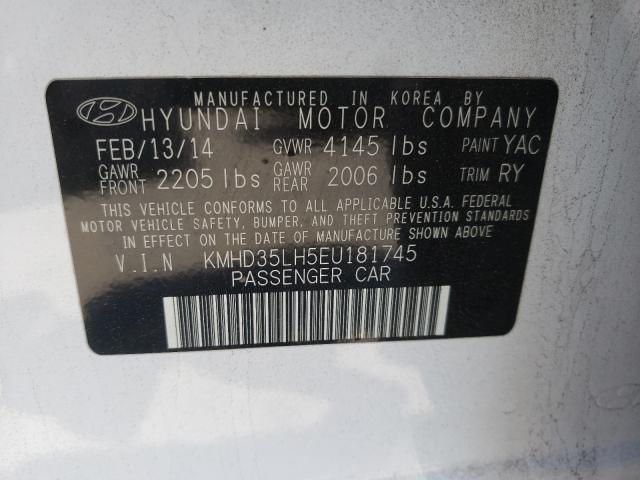 MANUFACTURED IN KOREA BY
HYUNDAI MOTOR COMPANY
FEB/13/14 GVWR 4145 lbs PAINT YAC
GAWR FRONT 2205 lbs GAWR REAR 2006 lbs TRIM RY
THIS VEHICLE CONFORMS TO ALL APPLICABLE U.S.A. FEDERAL
MOTOR VEHICLE SAFETY, BUMPER, AND THEFT PREVENTION STANDARDS
IN EFFECT ON THE DATE OF MANUFACTURE SHOWN ABOVE
V.I.N KMHD35LH5EU181745
PASSENGER CAR